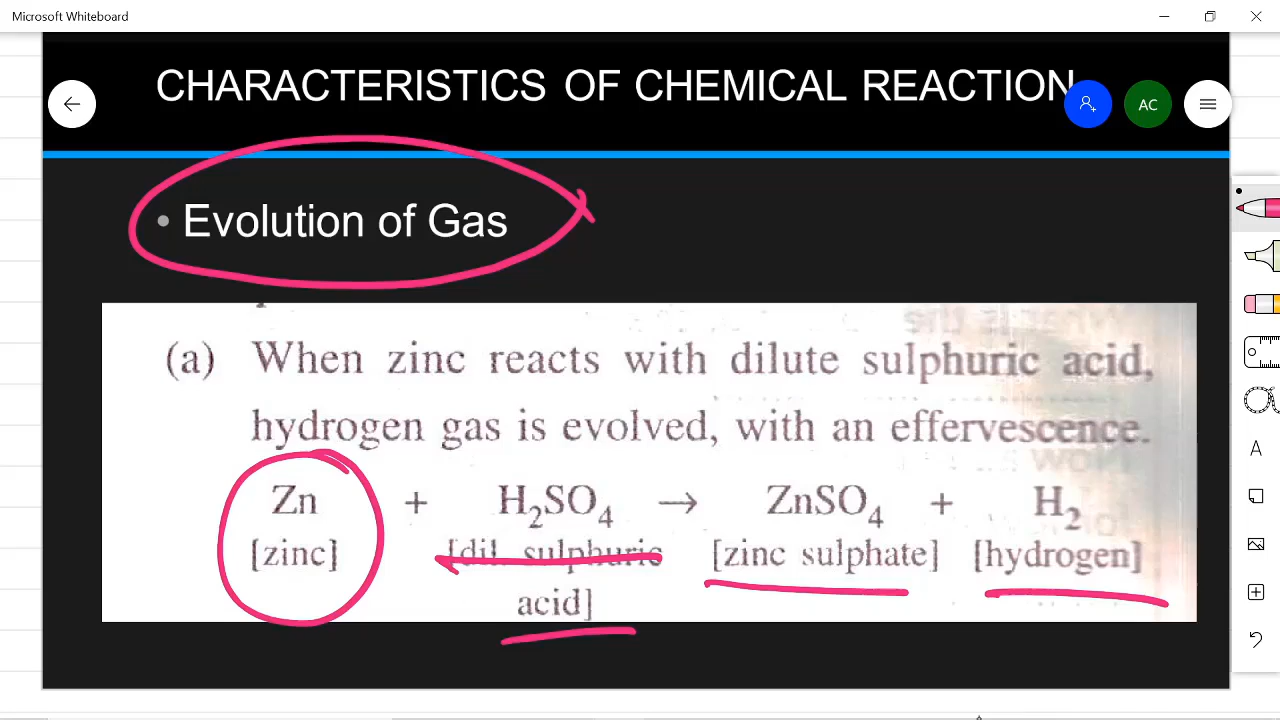 Microsoft Whiteboard
CHARACTERISTICS OF CHEMICAL REACTION
AC
• Evolution of Gas
(a) When zinc reacts with dilute sulphuric acid,
hydrogen gas is evolved, with an effervescence.
Zn + H₂SO₄ → ZnSO₄ + H₂
[zinc] [dil. sulphuric [zinc sulphate] [hydrogen]
acid]